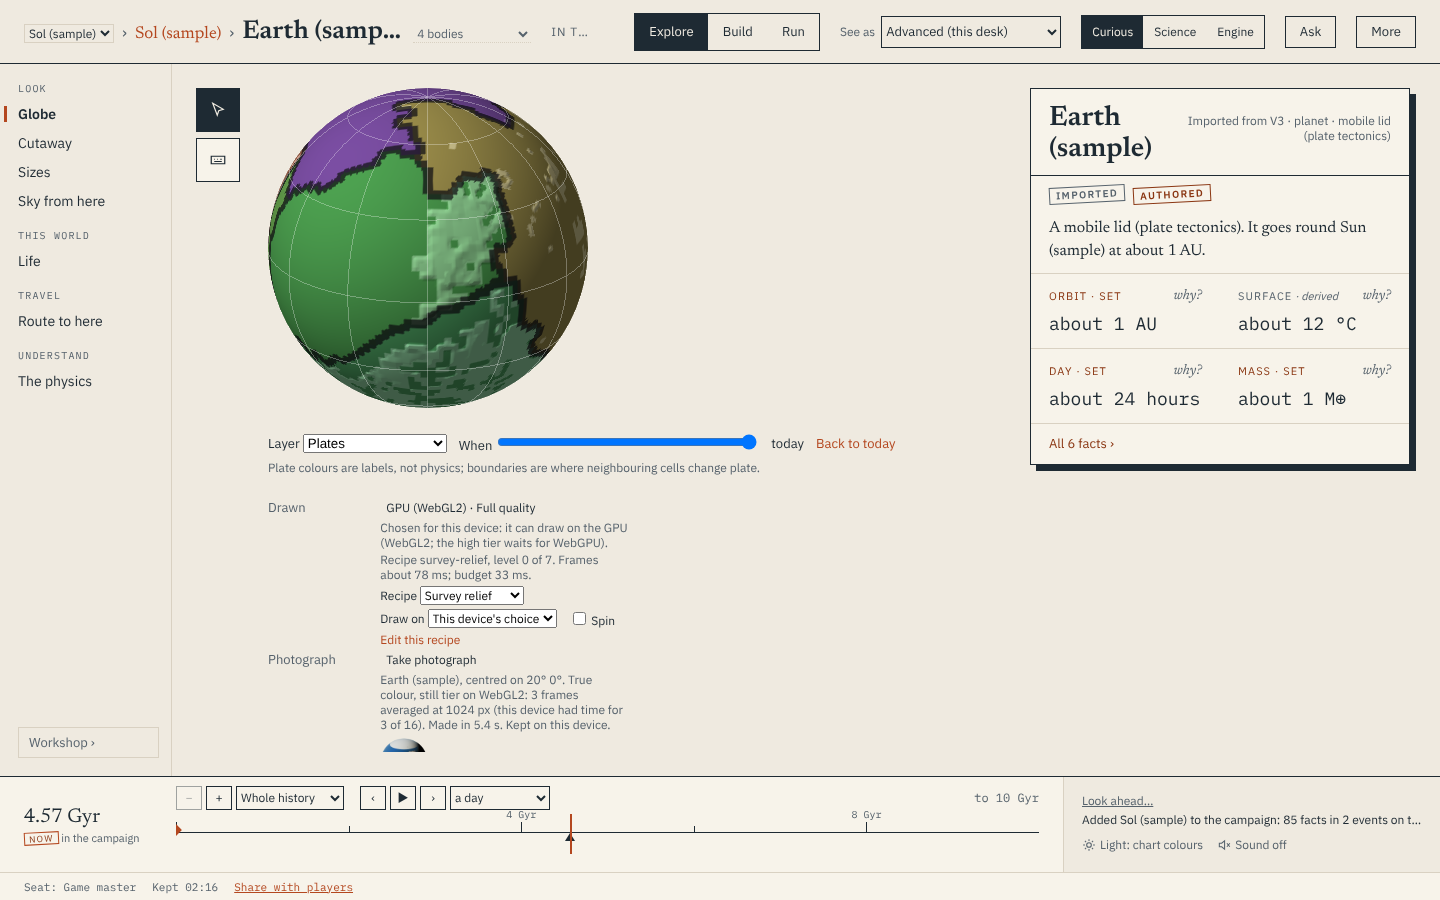 Sol (sample) › Sol (sample) › Earth (samp... 4 bodies IN T... Explore Build Run See as Advanced (this desk) Curious Science Engine Ask More
LOOK
Globe
Cutaway
Sizes
Sky from here
THIS WORLD
Life
TRAVEL
Route to here
UNDERSTAND
The physics
Workshop ›
Layer Plates When today Back to today
Plate colours are labels, not physics; boundaries are where neighbouring cells change plate.
Drawn GPU (WebGL2) · Full quality
Chosen for this device: it can draw on the GPU
(WebGL2; the high tier waits for WebGPU).
Recipe survey-relief, level 0 of 7. Frames
about 78 ms; budget 33 ms.
Recipe Survey relief
Draw on This device's choice Spin
Edit this recipe
Photograph Take photograph
Earth (sample), centred on 20° 0°. True
colour, still tier on WebGL2: 3 frames
averaged at 1024 px (this device had time for
3 of 16). Made in 5.4 s. Kept on this device.
Earth
(sample)
Imported from V3 · planet · mobile lid
(plate tectonics)
IMPORTED AUTHORED
A mobile lid (plate tectonics). It goes round Sun
(sample) at about 1 AU.
ORBIT · SET why? SURFACE · derived why?
about 1 AU about 12 °C
DAY · SET why? MASS · SET why?
about 24 hours about 1 M⊕
All 6 facts ›
4.57 Gyr
NOW in the campaign
− + Whole history ‹ ▶ › a day to 10 Gyr
4 Gyr 8 Gyr
Look ahead...
Added Sol (sample) to the campaign: 85 facts in 2 events on t...
Light: chart colours Sound off
Seat: Game master Kept 02:16 Share with players